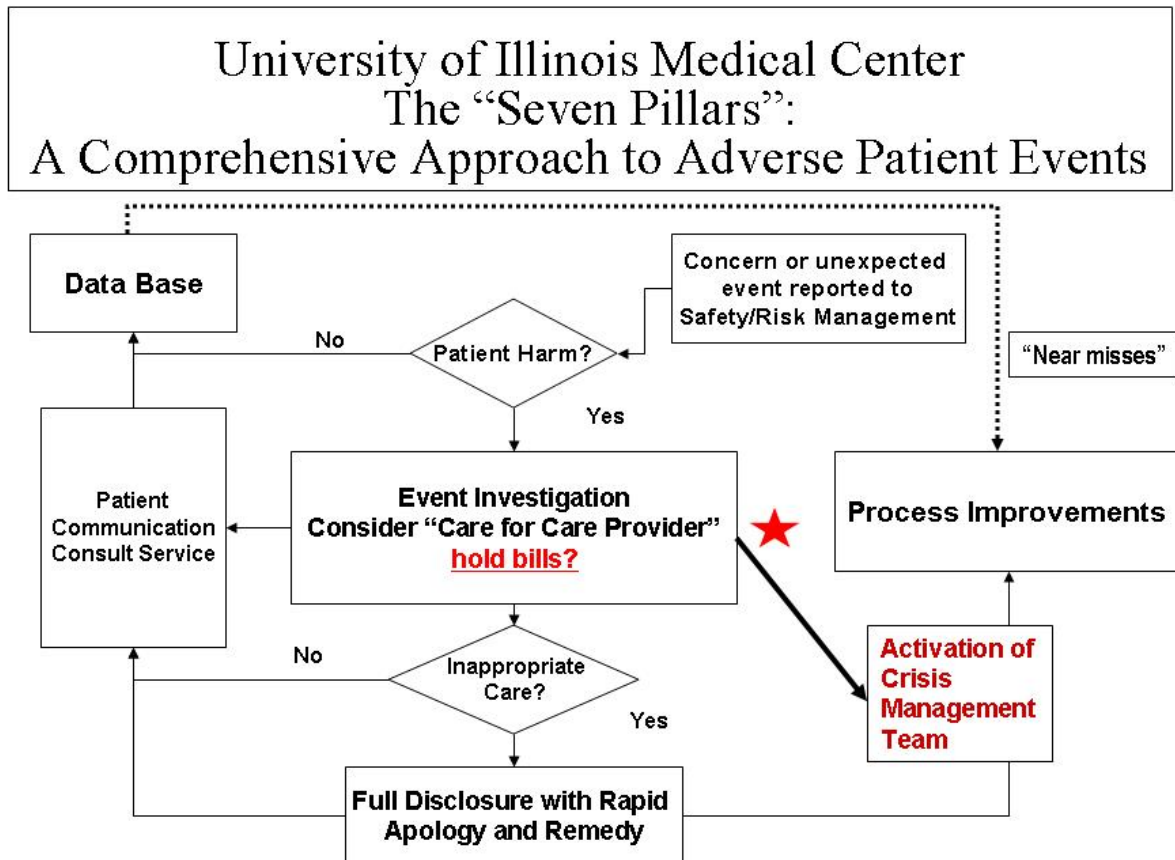 University of Illinois Medical Center
The “Seven Pillars”:
A Comprehensive Approach to Adverse Patient Events
Data Base
Concern or unexpected
event reported to
Safety/Risk Management
No
Patient Harm?
“Near misses”
Yes
Patient
Communication
Consult Service
Event Investigation
Consider “Care for Care Provider”
hold bills?
Process Improvements
No
Inappropriate
Care?
Yes
Activation of
Crisis
Management
Team
Full Disclosure with Rapid
Apology and Remedy